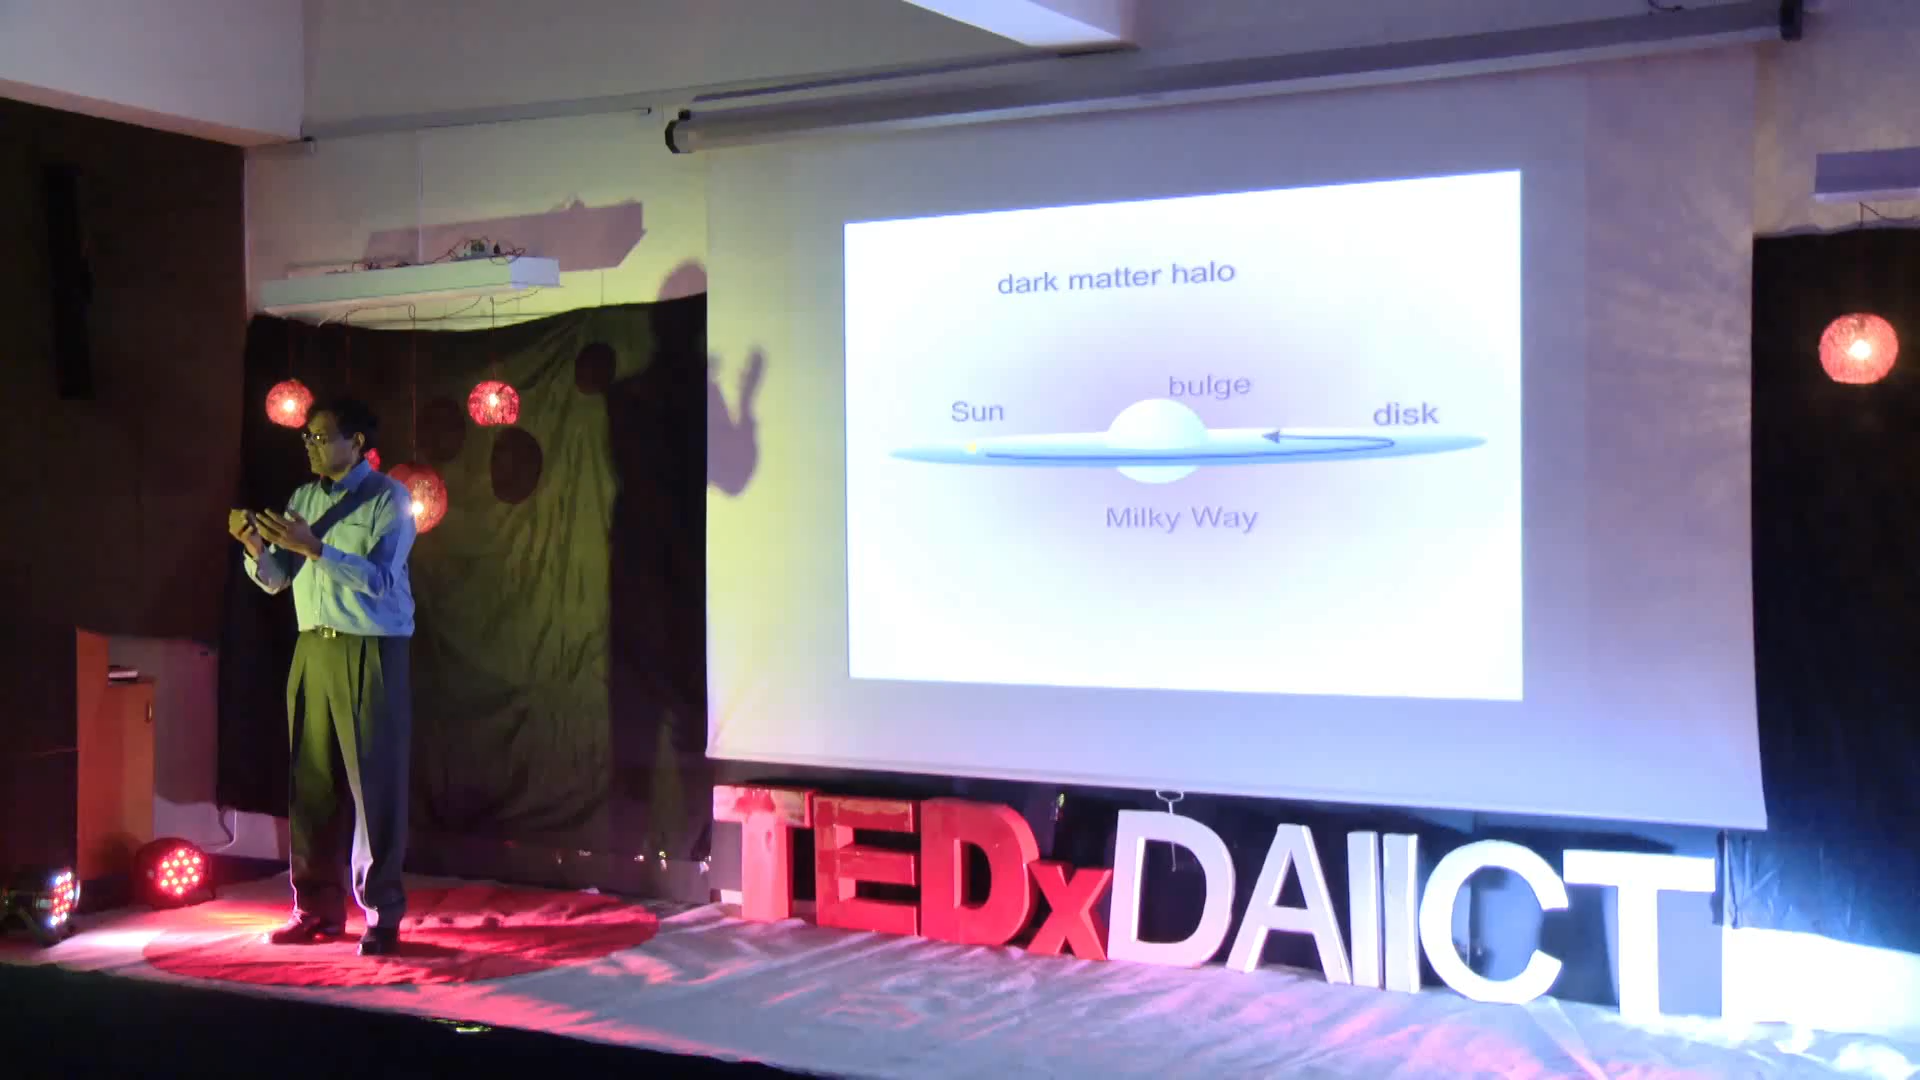 dark matter halo
bulge
Sun
disk
Milky Way
TEDxDAIICT